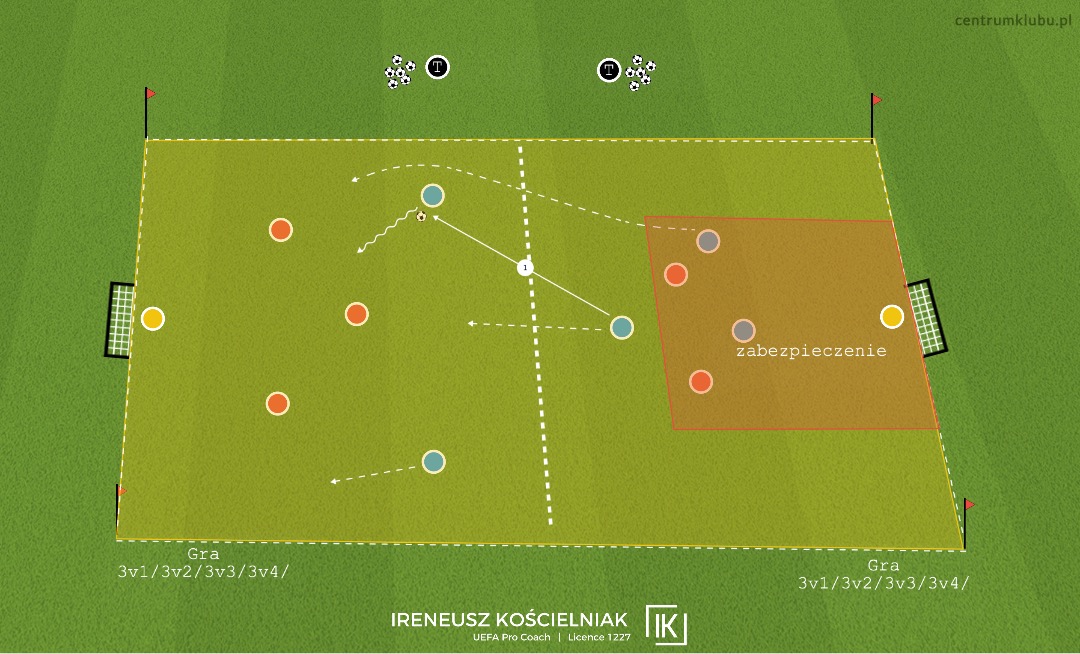 centrumklubu.pl
T
T
1
zabezpieczenie
Gra
3v1/3v2/3v3/3v4/
Gra
3v1/3v2/3v3/3v4/
IRENEUSZ KOŚCIELNIAK
UEFA Pro Coach | Licence 1227
IK